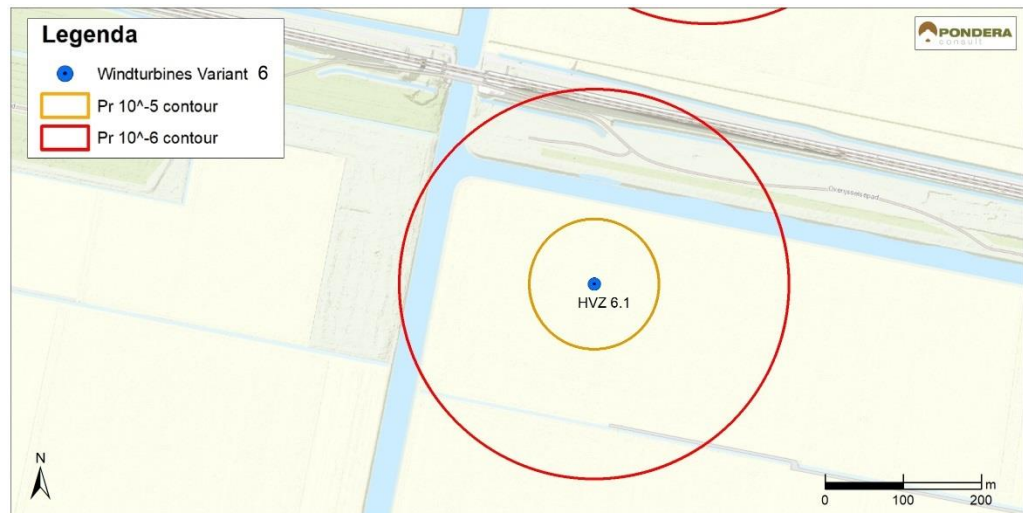 Legenda
Windturbines Variant 6
Pr 10^-5 contour
Pr 10^-6 contour
PONDERA
consult
HVZ 6.1
N
m
0 100 200